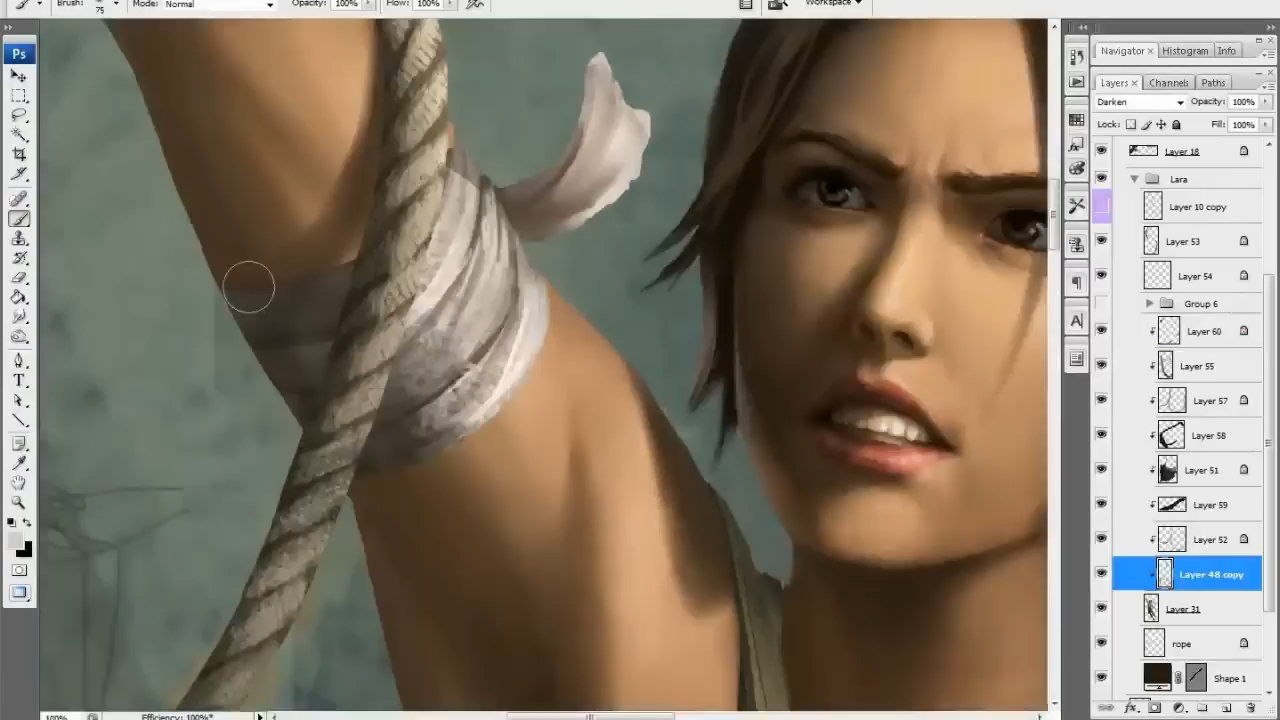 Brush: 75 Mode: Normal Opacity: 100% Flow: 100% Workspace
Ps
Navigator Histogram Info
Layers Channels Paths
Darken Opacity: 100%
Lock: Fill: 100%
Layer 18
Lara
Layer 10 copy
Layer 53
Layer 54
Group 6
Layer 60
Layer 55
Layer 57
Layer 58
Layer 51
Layer 59
Layer 52
Layer 48 copy
Layer 31
rope
Shape 1
100% Efficiency: 100%*